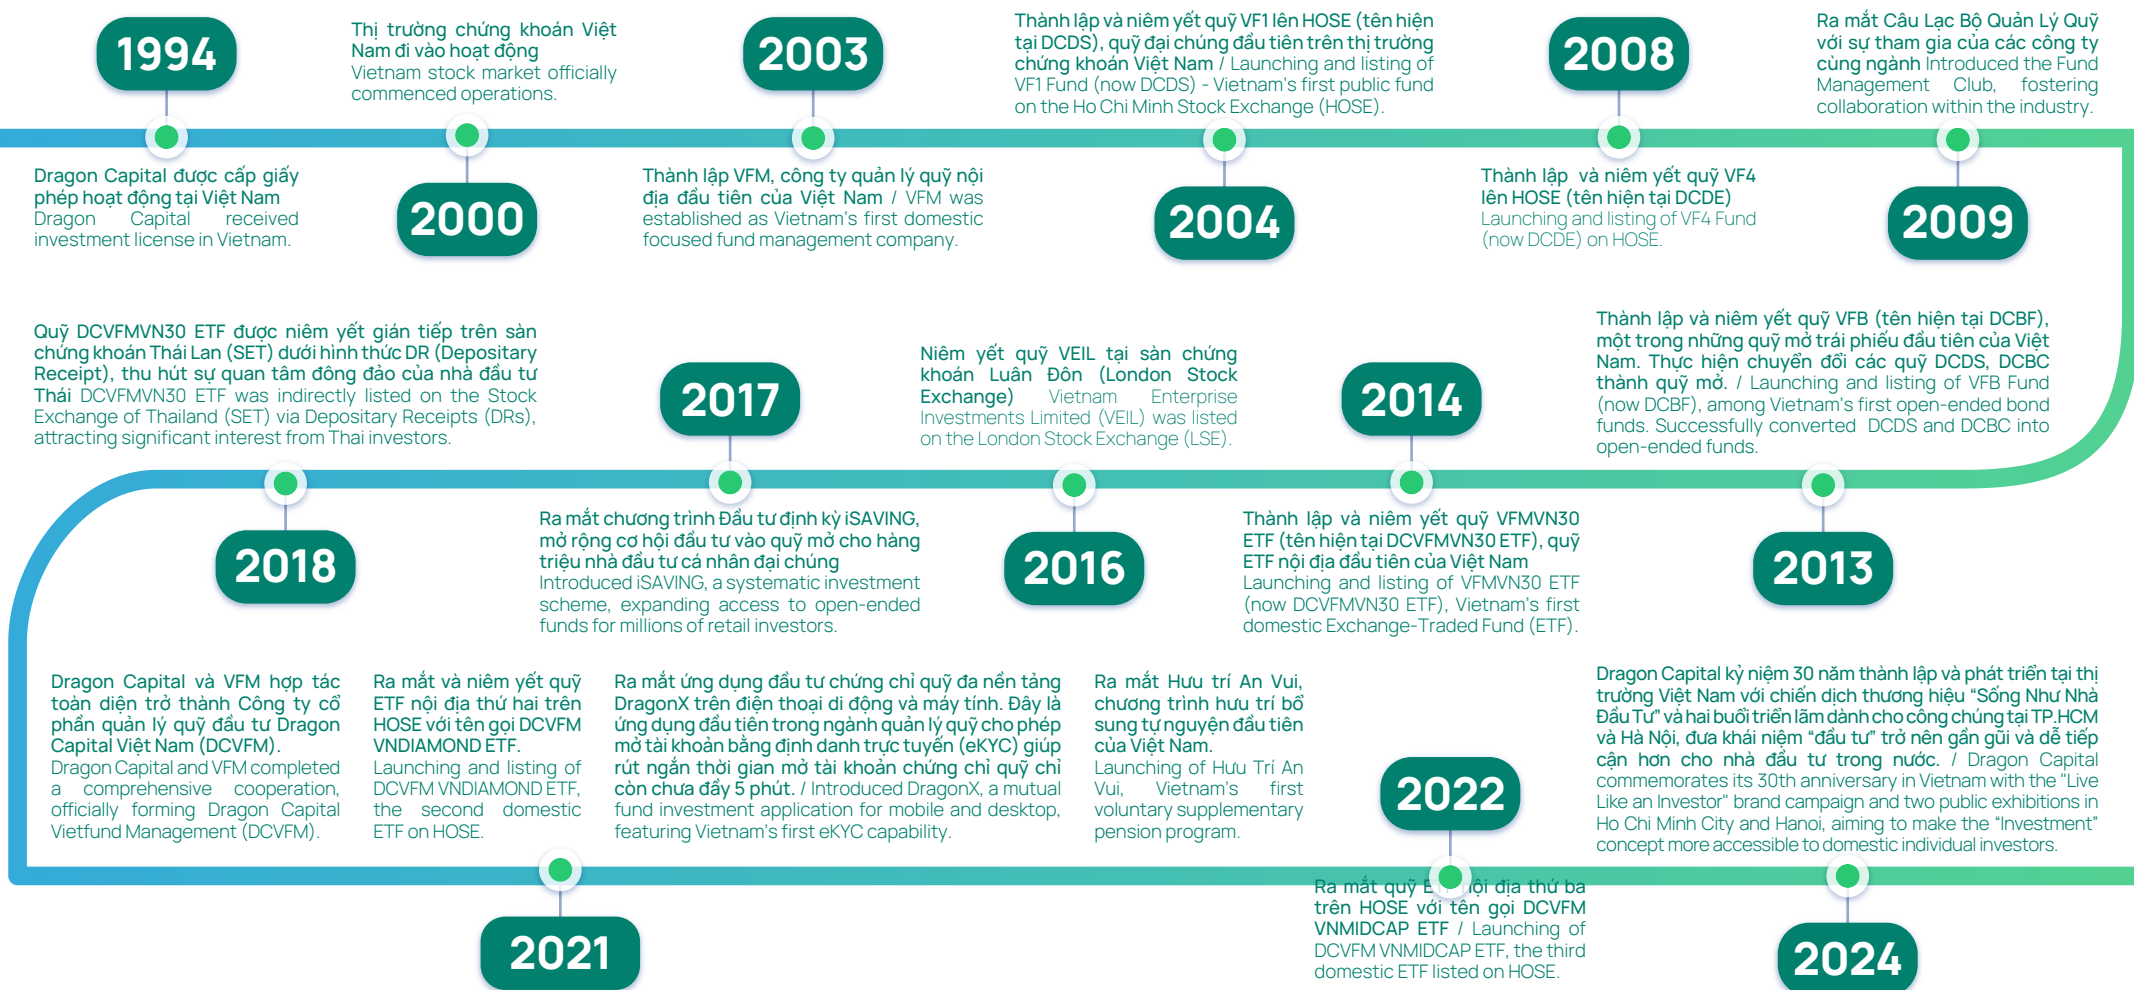 1994
Dragon Capital được cấp giấy
phép hoạt động tại Việt Nam
Dragon Capital received
investment license in Vietnam.
Thị trường chứng khoán Việt
Nam đi vào hoạt động
Vietnam stock market officially
commenced operations.
2000
2003
Thành lập VFM, công ty quản lý quỹ nội
địa đầu tiên của Việt Nam / VFM was
established as Vietnam's first domestic
focused fund management company.
Thành lập và niêm yết quỹ VF1 lên HOSE (tên hiện
tại DCDS), quỹ đại chúng đầu tiên trên thị trường
chứng khoán Việt Nam / Launching and listing of
VF1 Fund (now DCDS) - Vietnam's first public fund
on the Ho Chi Minh Stock Exchange (HOSE).
2004
2008
Thành lập và niêm yết quỹ VF4
lên HOSE (tên hiện tại DCDE)
Launching and listing of VF4 Fund
(now DCDE) on HOSE.
Ra mắt Câu Lạc Bộ Quản Lý Quỹ
với sự tham gia của các công ty
cùng ngành Introduced the Fund
Management Club, fostering
collaboration within the industry.
2009
Thành lập và niêm yết quỹ VFB (tên hiện tại DCBF),
một trong những quỹ mở trái phiếu đầu tiên của Việt
Nam. Thực hiện chuyển đổi các quỹ DCDS, DCBC
thành quỹ mở. / Launching and listing of VFB Fund
(now DCBF), among Vietnam's first open-ended bond
funds. Successfully converted DCDS and DCBC into
open-ended funds.
2013
2014
Thành lập và niêm yết quỹ VFMVN30
ETF (tên hiện tại DCVFMVN30 ETF), quỹ
ETF nội địa đầu tiên của Việt Nam
Launching and listing of VFMVN30 ETF
(now DCVFMVN30 ETF), Vietnam's first
domestic Exchange-Traded Fund (ETF).
Niêm yết quỹ VEIL tại sàn chứng
khoán Luân Đôn (London Stock
Exchange) Vietnam Enterprise
Investments Limited (VEIL) was listed
on the London Stock Exchange (LSE).
2016
2017
Ra mắt chương trình Đầu tư định kỳ iSAVING,
mở rộng cơ hội đầu tư vào quỹ mở cho hàng
triệu nhà đầu tư cá nhân đại chúng
Introduced iSAVING, a systematic investment
scheme, expanding access to open-ended
funds for millions of retail investors.
Quỹ DCVFMVN30 ETF được niêm yết gián tiếp trên sàn
chứng khoán Thái Lan (SET) dưới hình thức DR (Depositary
Receipt), thu hút sự quan tâm đông đảo của nhà đầu tư
Thái DCVFMVN30 ETF was indirectly listed on the Stock
Exchange of Thailand (SET) via Depositary Receipts (DRs),
attracting significant interest from Thai investors.
2018
Dragon Capital và VFM hợp tác
toàn diện trở thành Công ty cổ
phần quản lý quỹ đầu tư Dragon
Capital Việt Nam (DCVFM).
Dragon Capital and VFM completed
a comprehensive cooperation,
officially forming Dragon Capital
Vietfund Management (DCVFM).
Ra mắt và niêm yết quỹ
ETF nội địa thứ hai trên
HOSE với tên gọi DCVFM
VNDIAMOND ETF.
Launching and listing of
DCVFM VNDIAMOND ETF,
the second domestic
ETF on HOSE.
Ra mắt ứng dụng đầu tư chứng chỉ quỹ đa nền tảng
DragonX trên điện thoại di động và máy tính. Đây là
ứng dụng đầu tiên trong ngành quản lý quỹ cho phép
mở tài khoản bằng định danh trực tuyến (eKYC) giúp
rút ngắn thời gian mở tài khoản chứng chỉ quỹ chỉ
còn chưa đầy 5 phút. / Introduced DragonX, a mutual
fund investment application for mobile and desktop,
featuring Vietnam's first eKYC capability.
Ra mắt Hưu trí An Vui,
chương trình hưu trí bổ
sung tự nguyện đầu tiên
của Việt Nam.
Launching of Hưu Trí An
Vui, Vietnam's first
voluntary supplementary
pension program.
2021
2022
Ra mắt quỹ nội địa thứ ba
trên HOSE với tên gọi DCVFM
VNMIDCAP ETF / Launching of
DCVFM VNMIDCAP ETF, the third
domestic ETF listed on HOSE.
Dragon Capital kỷ niệm 30 năm thành lập và phát triển tại thị
trường Việt Nam với chiến dịch thương hiệu “Sống Như Nhà
Đầu Tư” và hai buổi triển lãm dành cho công chúng tại TP.HCM
và Hà Nội, đưa khái niệm “đầu tư” trở nên gần gũi và dễ tiếp
cận hơn cho nhà đầu tư trong nước. / Dragon Capital
commemorates its 30th anniversary in Vietnam with the "Live
Like an Investor" brand campaign and two public exhibitions in
Ho Chi Minh City and Hanoi, aiming to make the “Investment”
concept more accessible to domestic individual investors.
2024